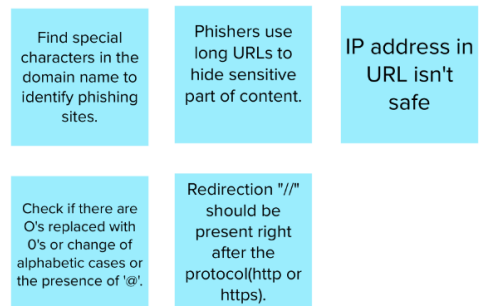 Find special
characters in the
domain name to
identify phishing
sites.
Phishers use
long URLs to
hide sensitive
part of content.
IP address in
URL isn't
safe
Check if there are
O's replaced with
0's or change of
alphabetic cases or
the presence of '@'.
Redirection "//"
should be
present right
after the
protocol(http or
https).